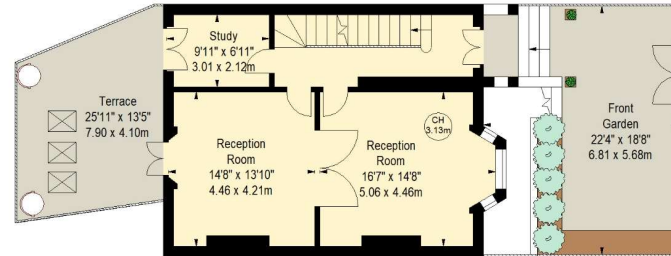 Study
9'11" x 6'11"
3.01 x 2.12m
Terrace
25'11" x 13'5"
7.90 x 4.10m
Reception
Room
14'8" x 13'10"
4.46 x 4.21m
Reception
Room
16'7" x 14'8"
5.06 x 4.46m
CH
3.13m
Front
Garden
22'4" x 18'8"
6.81 x 5.68m